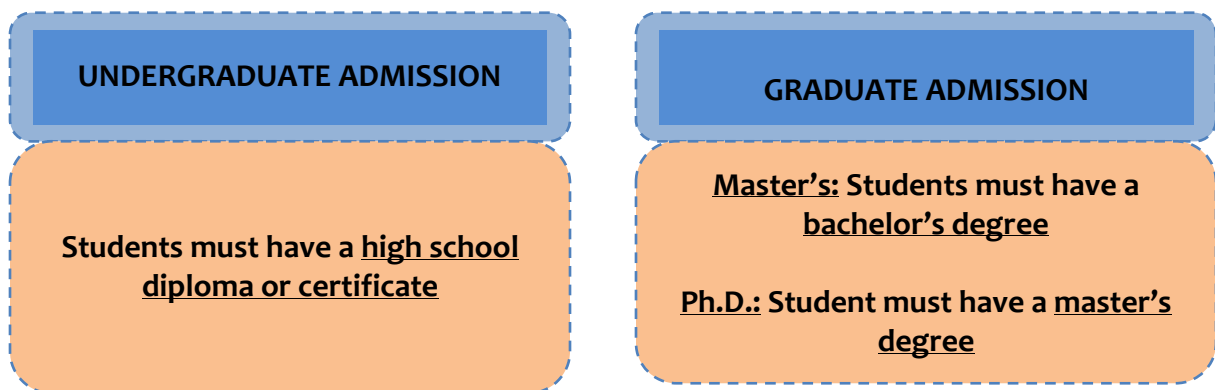 UNDERGRADUATE ADMISSION
Students must have a high school
diploma or certificate
GRADUATE ADMISSION
Master’s: Students must have a
bachelor’s degree
Ph.D.: Student must have a master’s
degree